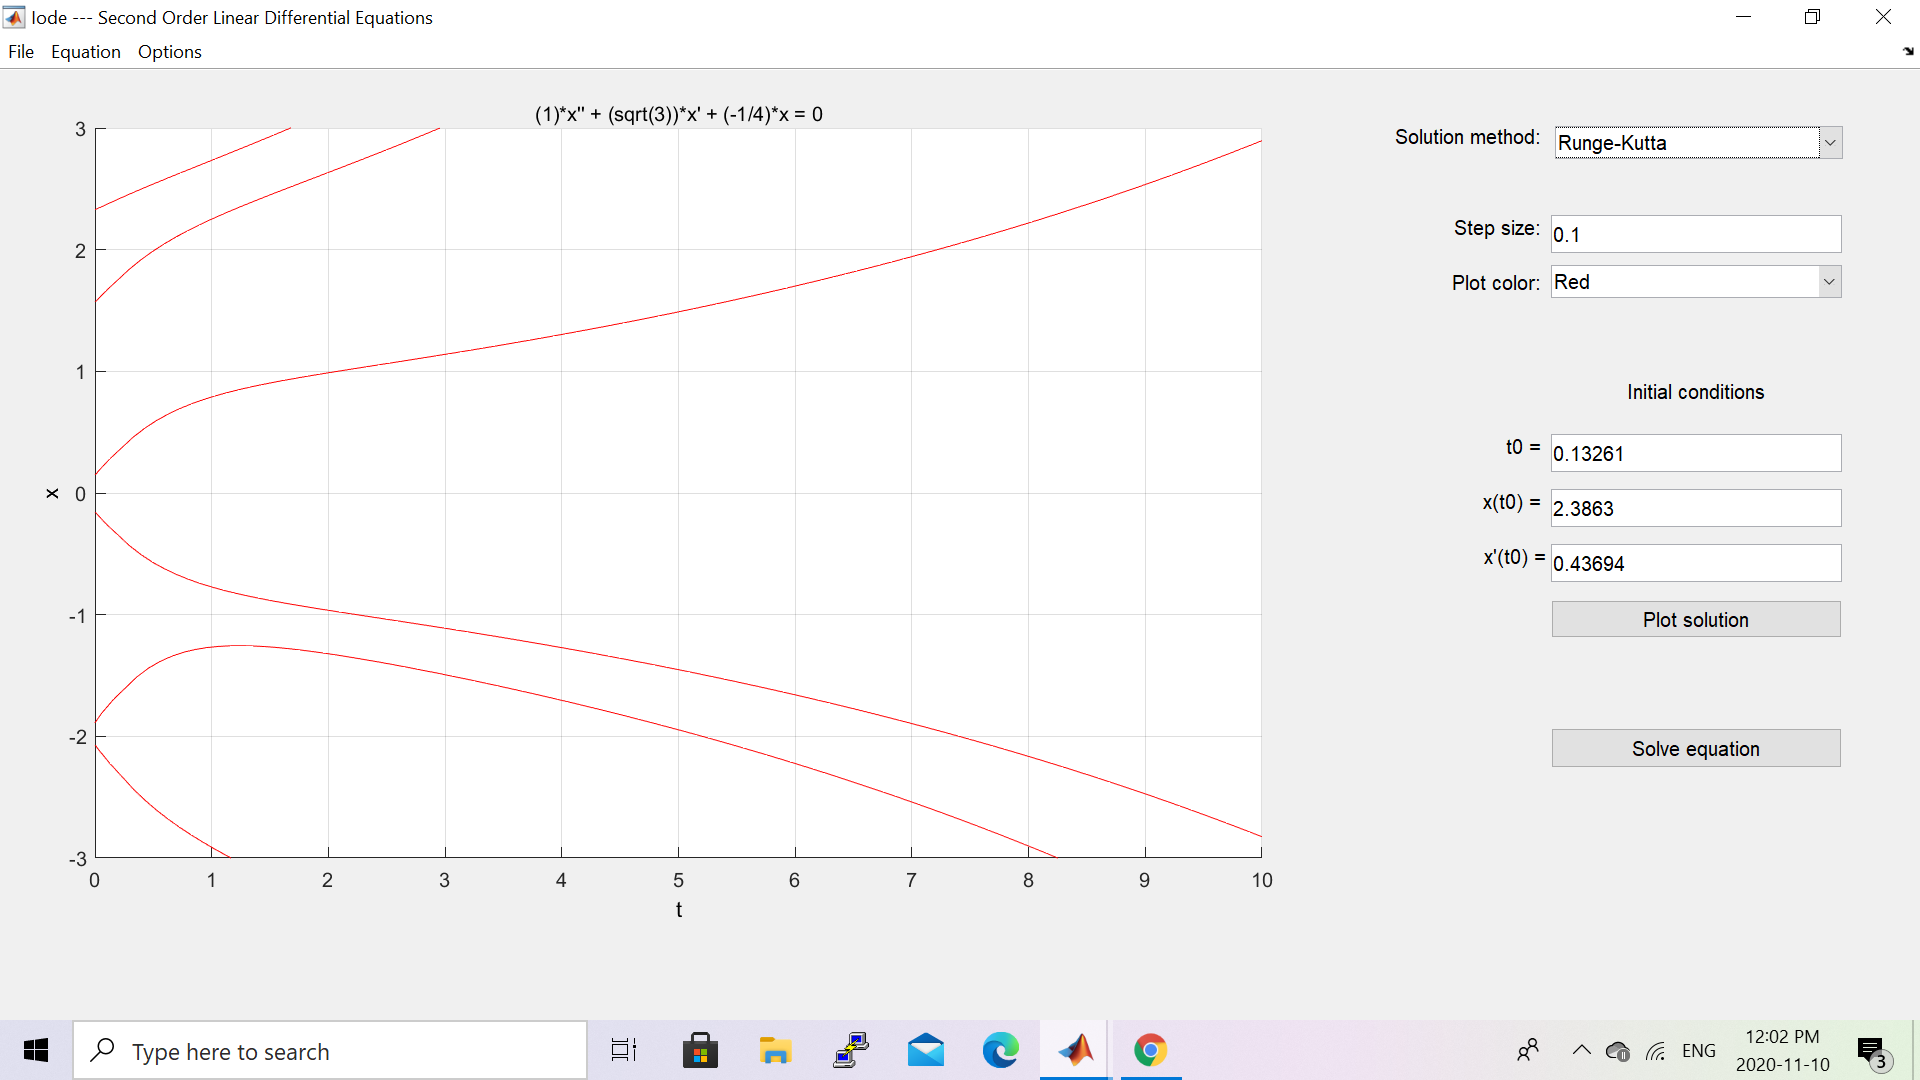 Iode --- Second Order Linear Differential Equations
File Equation Options
(1)*x'' + (sqrt(3))*x' + (-1/4)*x = 0
3
2
1
0
-1
-2
-3
x
0 1 2 3 4 5 6 7 8 9 10
t
Solution method: Runge-Kutta
Step size: 0.1
Plot color: Red
Initial conditions
t0 = 0.13261
x(t0) = 2.3863
x'(t0) = 0.43694
Plot solution
Solve equation
Type here to search
ENG
12:02 PM
2020-11-10
3